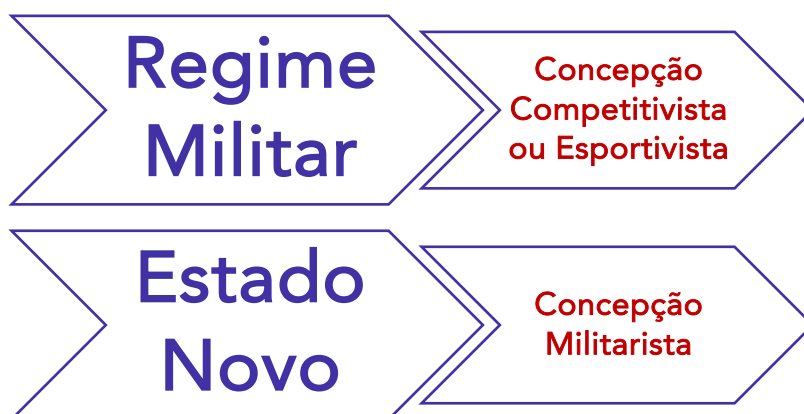 Regime
Militar
Concepção
Competitivista
ou Esportivista
Estado
Novo
Concepção
Militarista